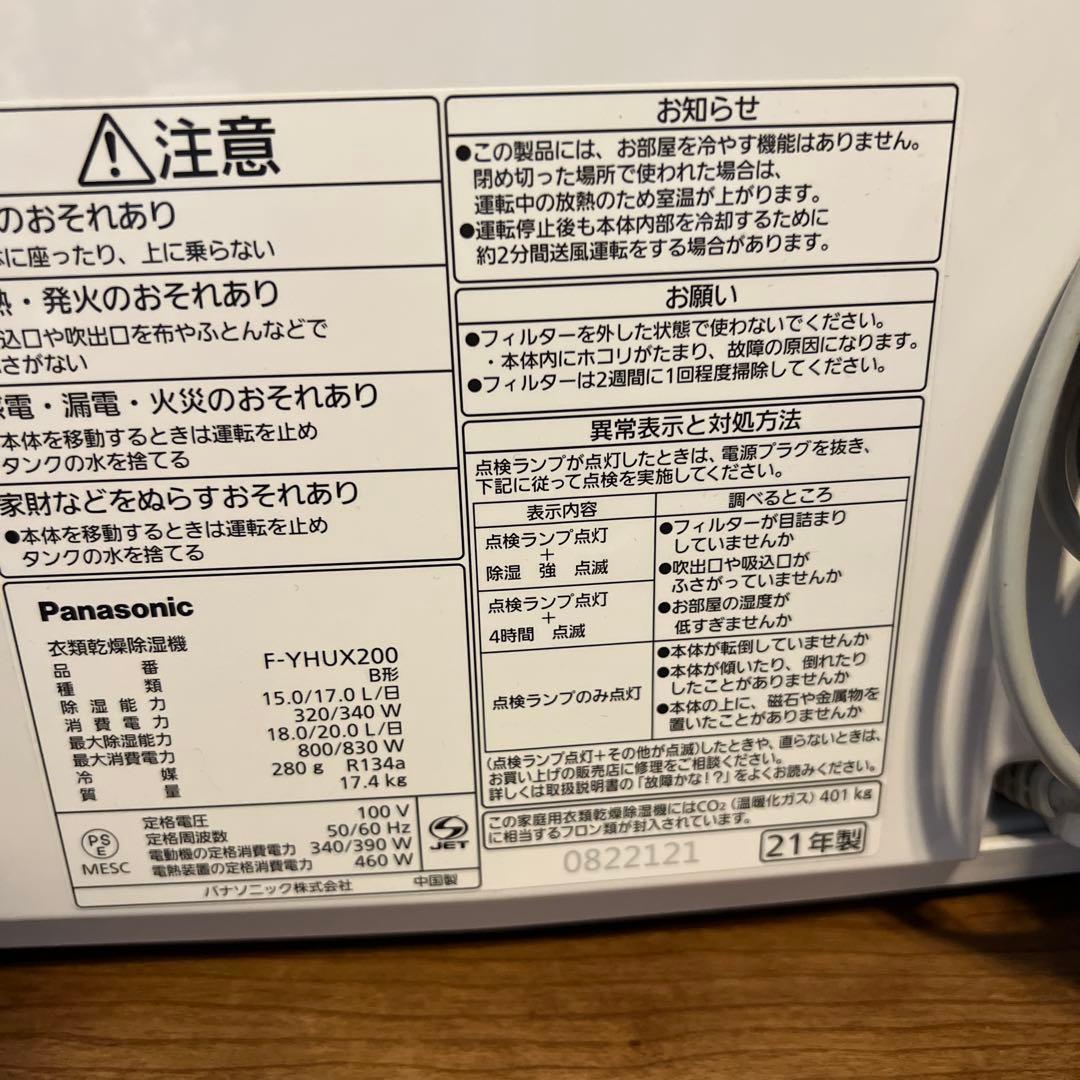 注意
のおそれあり
に座ったり、上に乗らない
熱・発火のおそれあり
込口や吹出口を布やふとんなどで
さがない
感電・漏電・火災のおそれあり
本体を移動するときは運転を止め
タンクの水を捨てる
家財などをぬらすおそれあり
●本体を移動するときは運転を止め
タンクの水を捨てる
Panasonic
衣類乾燥除湿機
品番 F-YHUX200
種類 B形
除湿能力 15.0/17.0 L/日
消費電力 320/340 W
最大除湿能力 18.0/20.0 L/日
最大消費電力 800/830 W
冷媒 280 g R134a
質量 17.4 kg
PS
E
MESC
定格電圧 100 V
定格周波数 50/60 Hz
電動機の定格消費電力 340/390 W
電熱装置の定格消費電力 460 W
JET
パナソニック株式会社 中国製
お知らせ
●この製品には、お部屋を冷やす機能はありません。
閉め切った場所で使われた場合は、
運転中の放熱のため室温が上がります。
●運転停止後も本体内部を冷却するために
約2分間送風運転をする場合があります。
お願い
●フィルターを外した状態で使わないでください。
・本体内にホコリがたまり、故障の原因になります。
●フィルターは2週間に1回程度掃除してください。
異常表示と対処方法
点検ランプが点灯したときは、電源プラグを抜き、
下記に従って点検を実施してください。
表示内容 調べるところ
点検ランプ点灯
+
除湿 強 点滅
点検ランプ点灯
+
4時間 点滅
●フィルターが目詰まり
していませんか
●吹出口や吸込口が
ふさがっていませんか
●お部屋の湿度が
低すぎませんか
点検ランプのみ点灯
●本体が転倒していませんか
●本体が傾いたり、倒れたり
したことがありませんか
●本体の上に、磁石や金属物を
置いたことがありませんか
(点検ランプ点灯+その他が点滅)したときや、直らないときは、
お買い上げの販売店に修理をご相談ください。
詳しくは取扱説明書の「故障かな!?」をよくお読みください。
この家庭用衣類乾燥除湿機にはCO₂(温暖化ガス)401 kg
に相当するフロン類が封入されています。
0822121
21年製